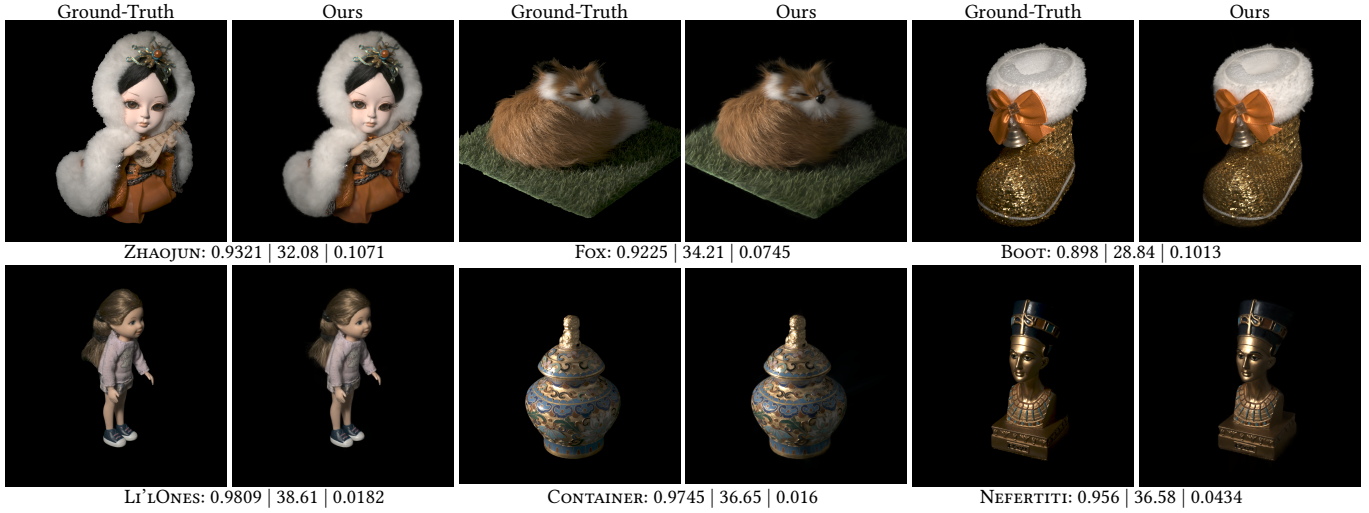 Ground-Truth Ours Ground-Truth Ours Ground-Truth Ours
Zhaojun: 0.9321 | 32.08 | 0.1071 Fox: 0.9225 | 34.21 | 0.0745 Boot: 0.898 | 28.84 | 0.1013
Li'lOnes: 0.9809 | 38.61 | 0.0182 Container: 0.9745 | 36.65 | 0.016 Nefertiti: 0.956 | 36.58 | 0.0434